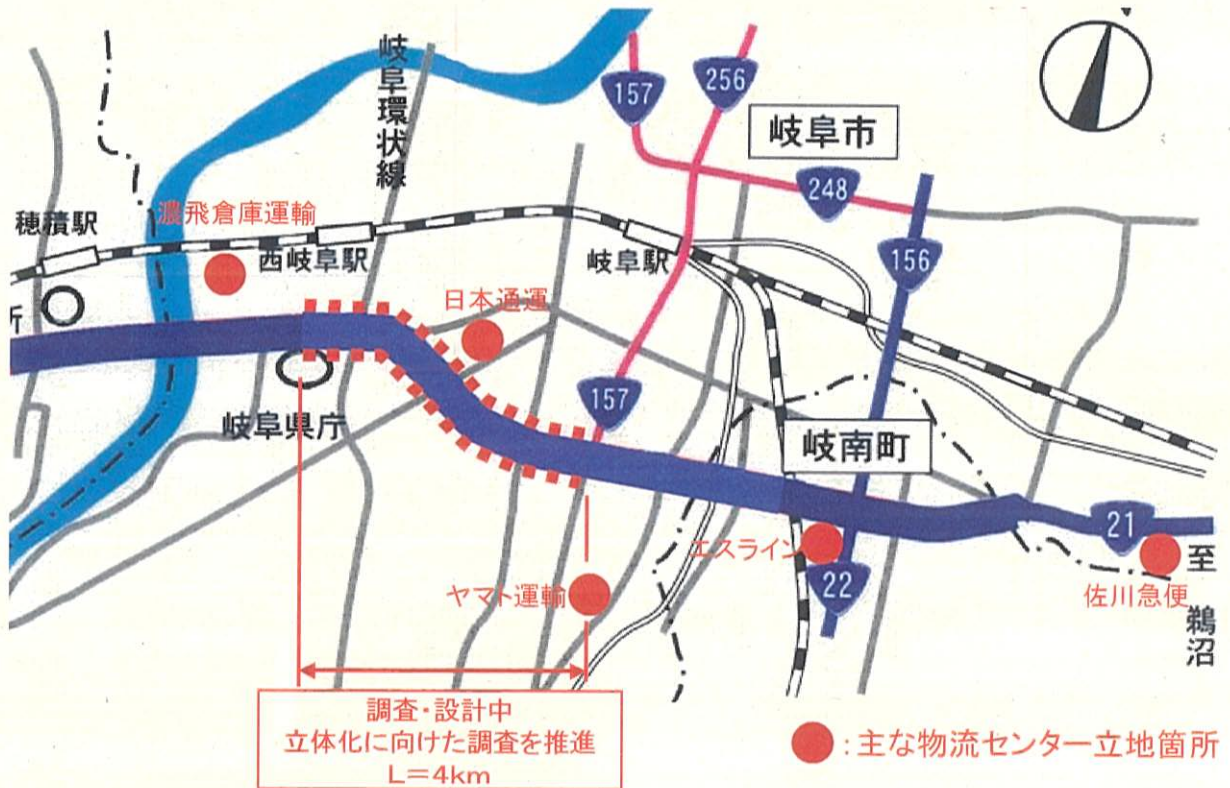 岐阜環状線
157
256
岐阜市
248
穂積駅
濃飛倉庫運輸
西岐阜駅
岐阜駅
156
日本通運
所
岐阜県庁
157
岐南町
エスライン
21
至
鵜沼
22
ヤマト運輸
佐川急便
調査・設計中
立体化に向けた調査を推進
L=4km
：主な物流センター立地箇所